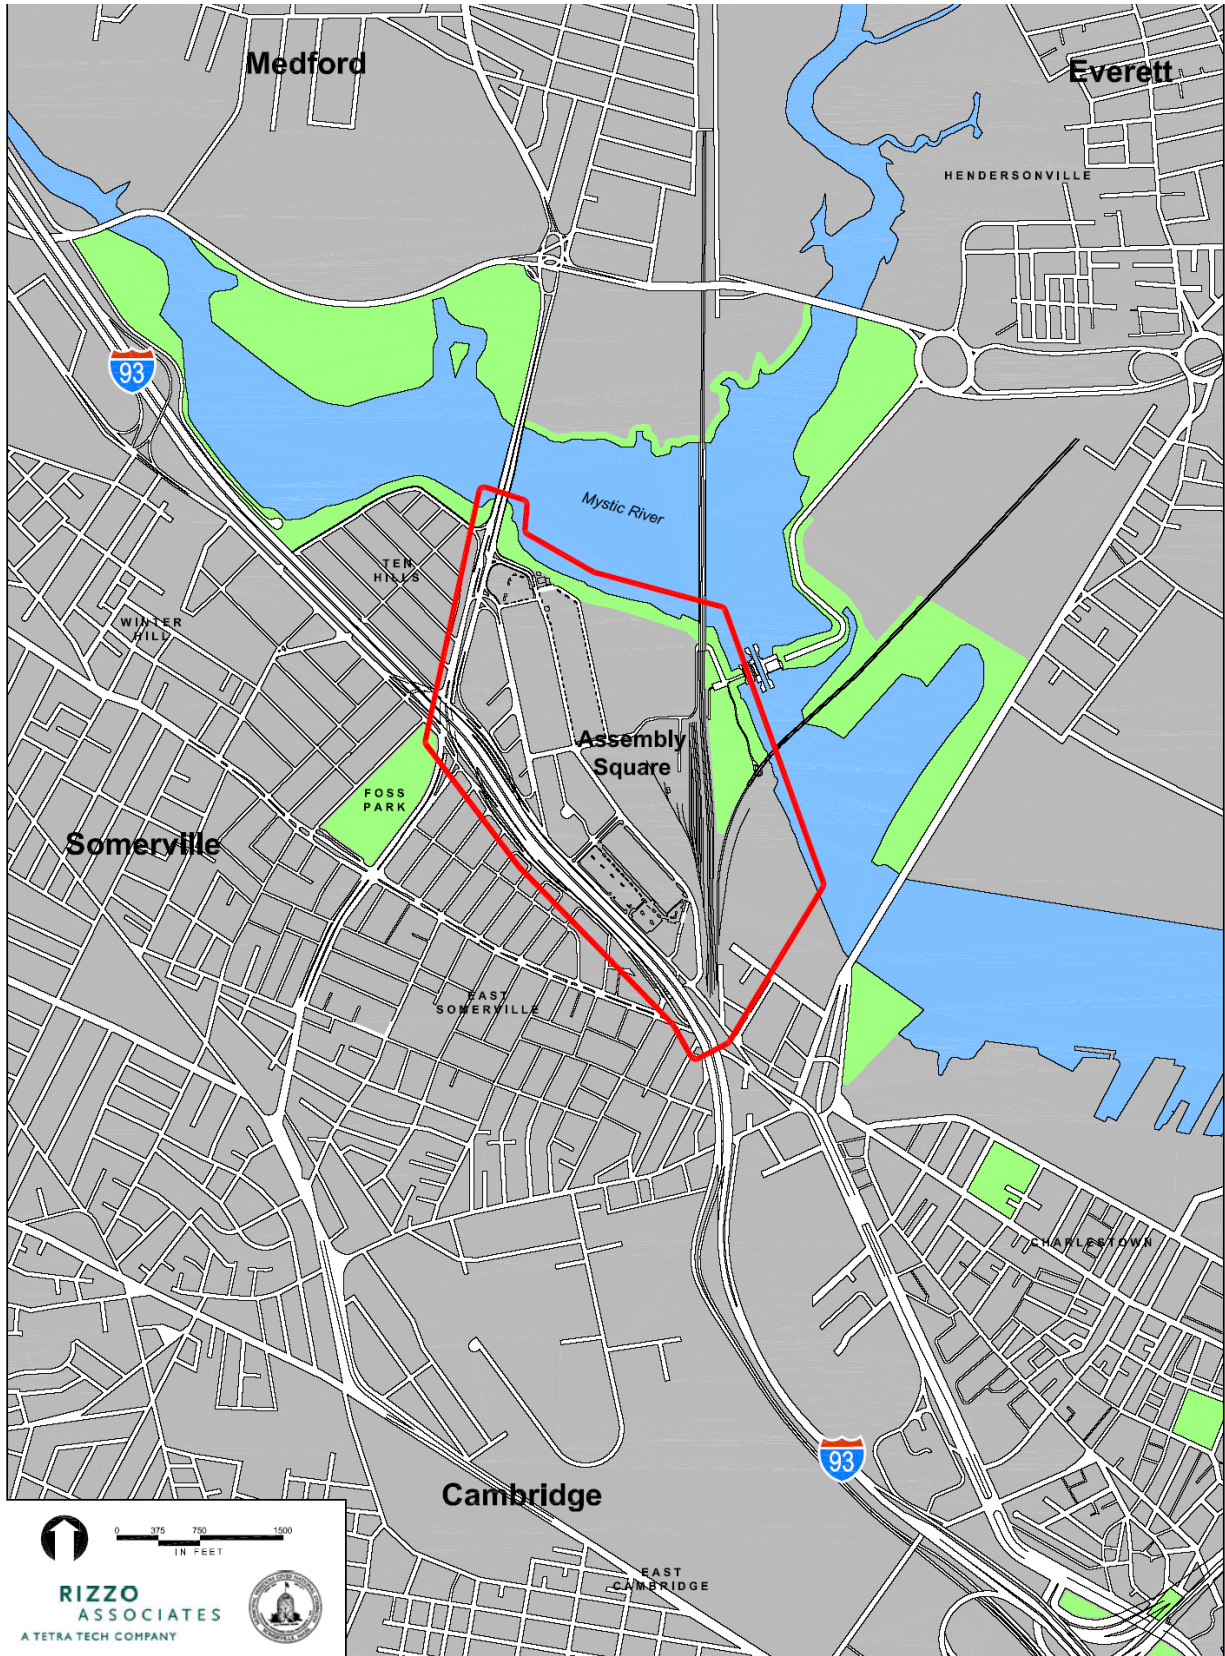 Medford
Everett
HENDERSONVILLE
93
Mystic River
TEN
HILLS
WINTER
HILL
Assembly
Square
FOSS
PARK
Somerville
EAST
SOMERVILLE
CHARLESTOWN
93
Cambridge
EAST
CAMBRIDGE
0 375 750 1500
IN FEET
RIZZO
ASSOCIATES
A TETRA TECH COMPANY